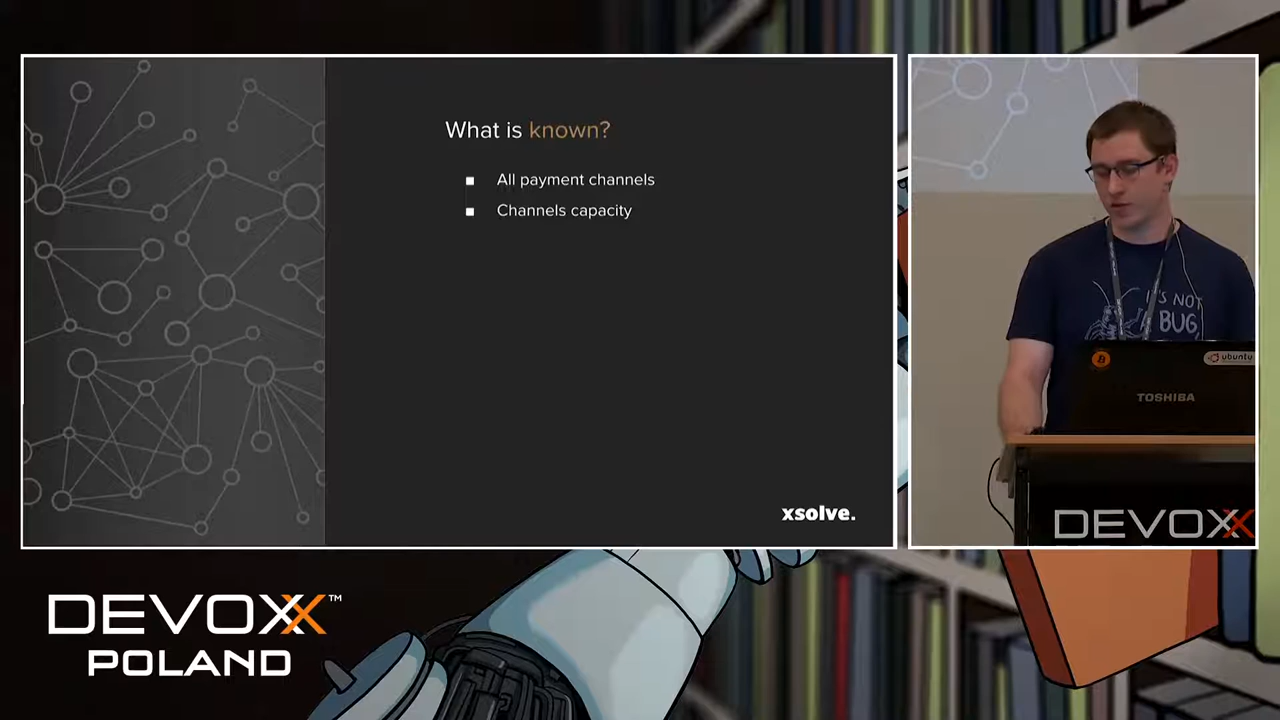 What is known?
All payment channels
Channels capacity
xsolve.
IT'S NOT
A BUG
ubuntu
TOSHIBA
DEVOXX
DEVOXX™
POLAND